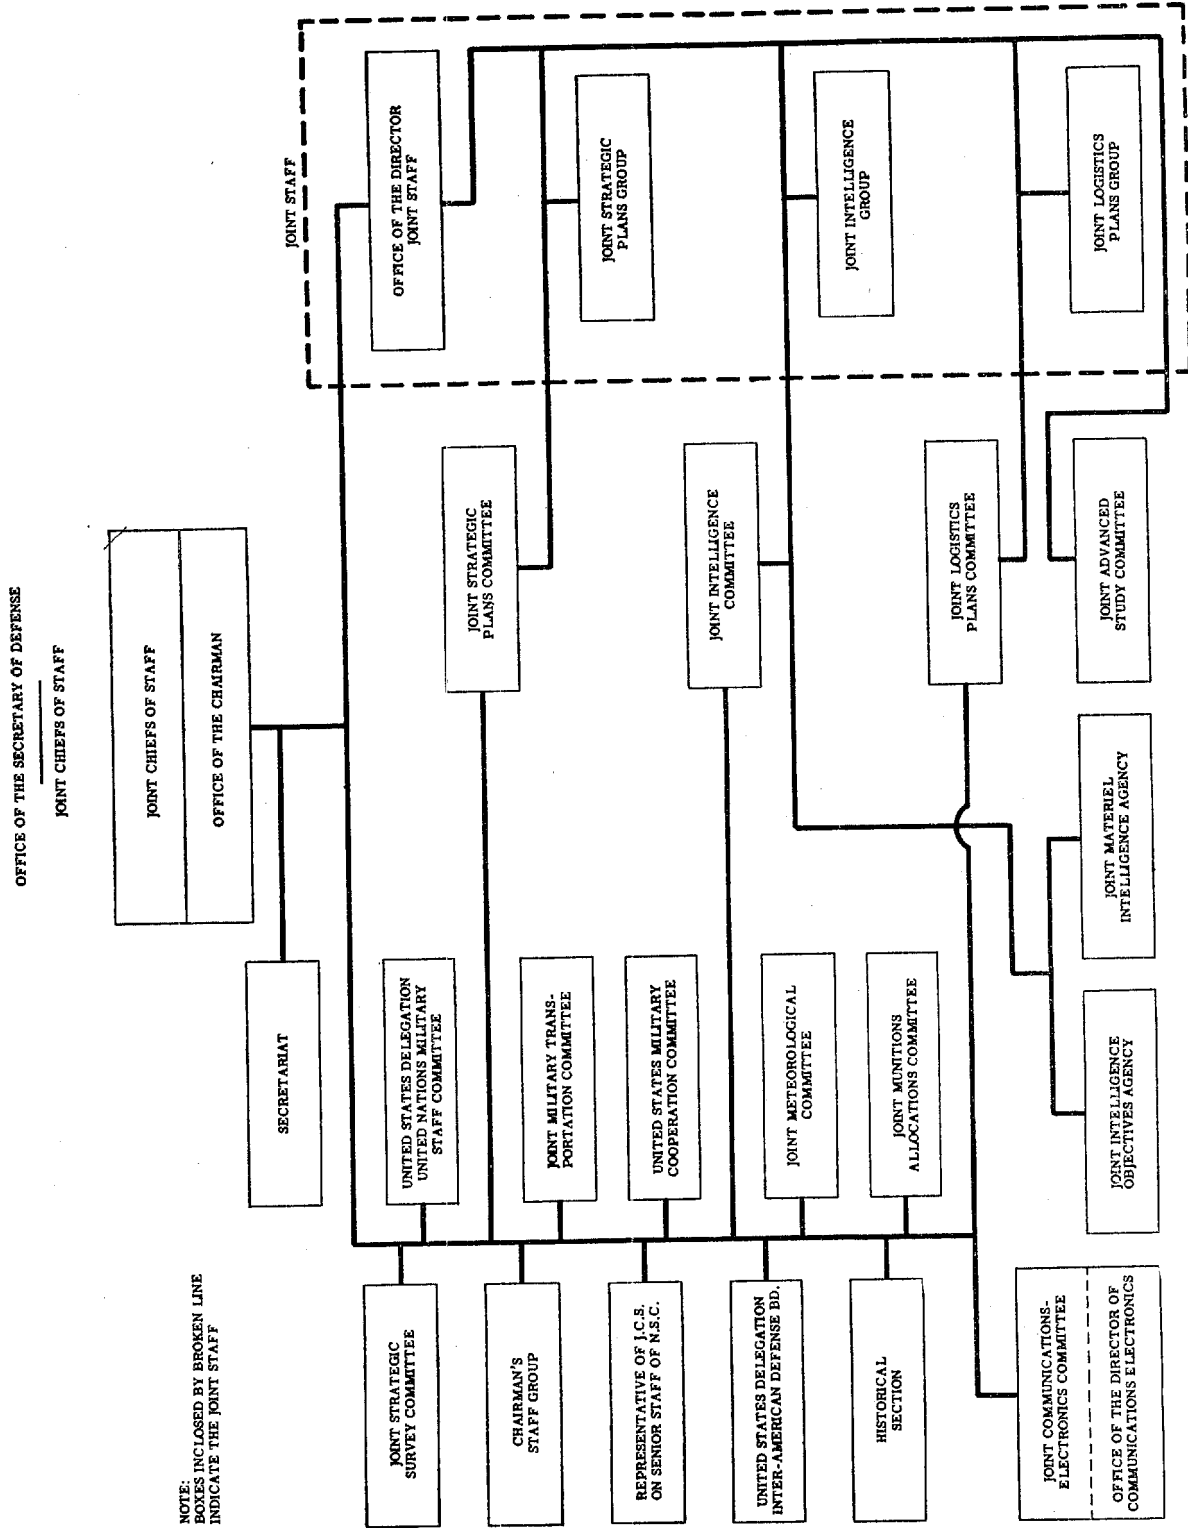 OFFICE OF THE SECRETARY OF DEFENSE
JOINT CHIEFS OF STAFF
NOTE:
BOXES INCLOSED BY BROKEN LINE
INDICATE THE JOINT STAFF
JOINT CHIEFS OF STAFF
OFFICE OF THE CHAIRMAN
SECRETARIAT
JOINT STAFF
OFFICE OF THE DIRECTOR
JOINT STAFF
JOINT STRATEGIC
SURVEY COMMITTEE
UNITED STATES DELEGATION
UNITED NATIONS MILITARY
STAFF COMMITTEE
JOINT STRATEGIC
PLANS COMMITTEE
JOINT STRATEGIC
PLANS GROUP
CHAIRMAN'S
STAFF GROUP
JOINT MILITARY TRANS-
PORTATION COMMITTEE
REPRESENTATIVE OF J.C.S.
ON SENIOR STAFF OF N.S.C.
UNITED STATES MILITARY
COOPERATION COMMITTEE
JOINT INTELLIGENCE
COMMITTEE
JOINT INTELLIGENCE
GROUP
UNITED STATES DELEGATION
INTER-AMERICAN DEFENSE BD.
JOINT METEOROLOGICAL
COMMITTEE
HISTORICAL
SECTION
JOINT MUNITIONS
ALLOCATIONS COMMITTEE
JOINT LOGISTICS
PLANS COMMITTEE
JOINT LOGISTICS
PLANS GROUP
JOINT COMMUNICATIONS-
ELECTRONICS COMMITTEE
OFFICE OF THE DIRECTOR OF
COMMUNICATIONS ELECTRONICS
JOINT INTELLIGENCE
OBJECTIVES AGENCY
JOINT MATERIEL
INTELLIGENCE AGENCY
JOINT ADVANCED
STUDY COMMITTEE